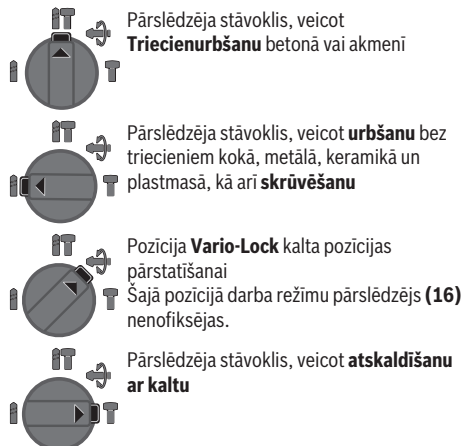 Pārslēdzēja stāvoklis, veicot
Triecienurbšanu betonā vai akmenī
Pārslēdzēja stāvoklis, veicot urbšanu bez
triecieniem kokā, metālā, keramikā un
plastmasā, kā arī skrūvēšanu
Pozīcija Vario-Lock kalta pozīcijas
pārstatīšanai
Šajā pozīcijā darba režīmu pārslēdzējs (16)
nenofiksējas.
Pārslēdzēja stāvoklis, veicot atskaldīšanu
ar kaltu